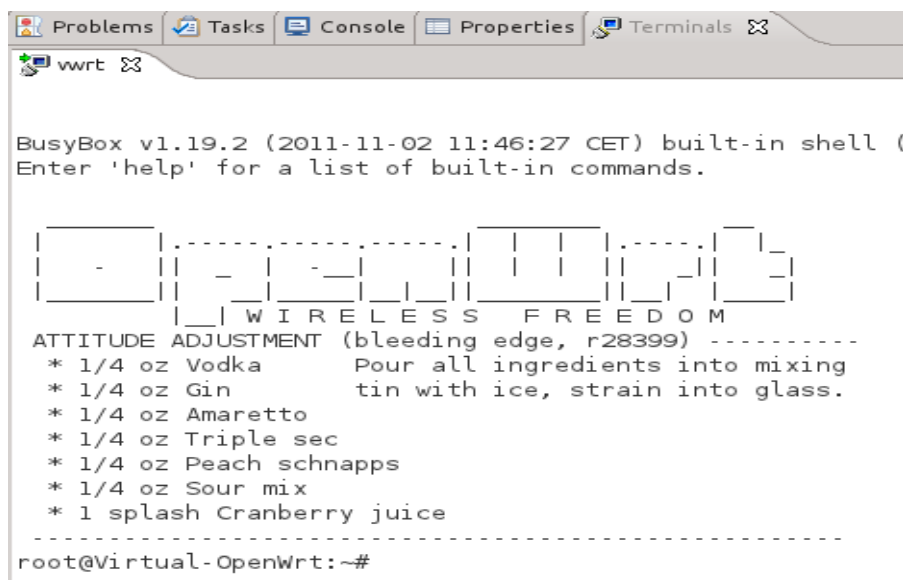 Problems Tasks Console Properties Terminals
vwrt
BusyBox v1.19.2 (2011-11-02 11:46:27 CET) built-in shell (
Enter 'help' for a list of built-in commands.
OpenWrt
|__| W I R E L E S S   F R E E D O M
ATTITUDE ADJUSTMENT (bleeding edge, r28399) ----------
* 1/4 oz Vodka      Pour all ingredients into mixing
* 1/4 oz Gin        tin with ice, strain into glass.
* 1/4 oz Amaretto
* 1/4 oz Triple sec
* 1/4 oz Peach schnapps
* 1/4 oz Sour mix
* 1 splash Cranberry juice
-----------------------------------------------------
root@Virtual-OpenWrt:~#